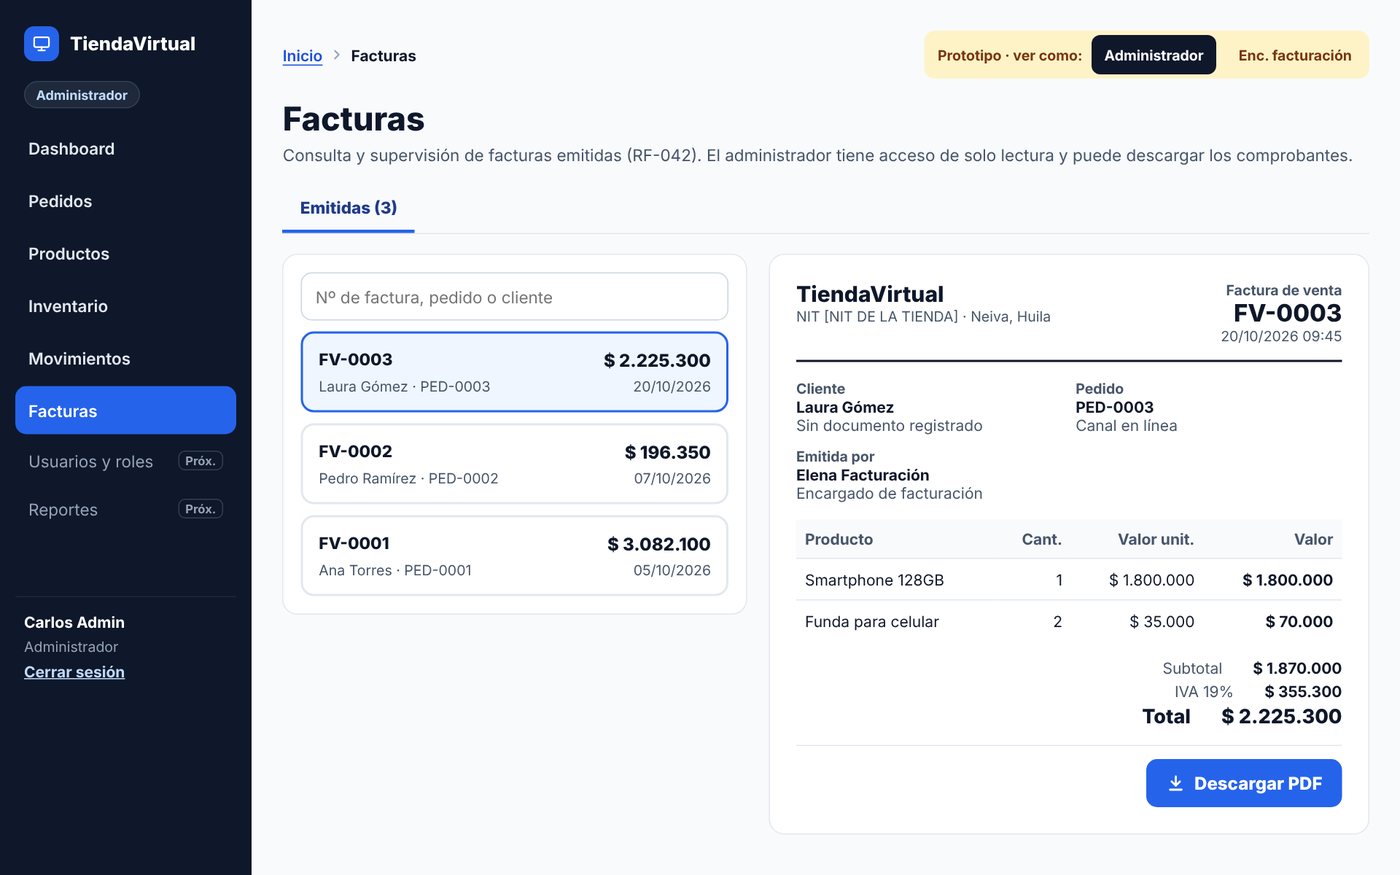 TiendaVirtual
Administrador
Dashboard
Pedidos
Productos
Inventario
Movimientos
Facturas
Usuarios y roles Próx.
Reportes Próx.
Carlos Admin
Administrador
Cerrar sesión
Inicio > Facturas
Prototipo · ver como: Administrador Enc. facturación
Facturas
Consulta y supervisión de facturas emitidas (RF-042). El administrador tiene acceso de solo lectura y puede descargar los comprobantes.
Emitidas (3)
Nº de factura, pedido o cliente
FV-0003 $ 2.225.300
Laura Gómez · PED-0003 20/10/2026
FV-0002 $ 196.350
Pedro Ramírez · PED-0002 07/10/2026
FV-0001 $ 3.082.100
Ana Torres · PED-0001 05/10/2026
TiendaVirtual
NIT [NIT DE LA TIENDA] · Neiva, Huila
Factura de venta
FV-0003
20/10/2026 09:45
Cliente
Laura Gómez
Sin documento registrado
Pedido
PED-0003
Canal en línea
Emitida por
Elena Facturación
Encargado de facturación
Producto Cant. Valor unit. Valor
Smartphone 128GB 1 $ 1.800.000 $ 1.800.000
Funda para celular 2 $ 35.000 $ 70.000
Subtotal $ 1.870.000
IVA 19% $ 355.300
Total $ 2.225.300
Descargar PDF